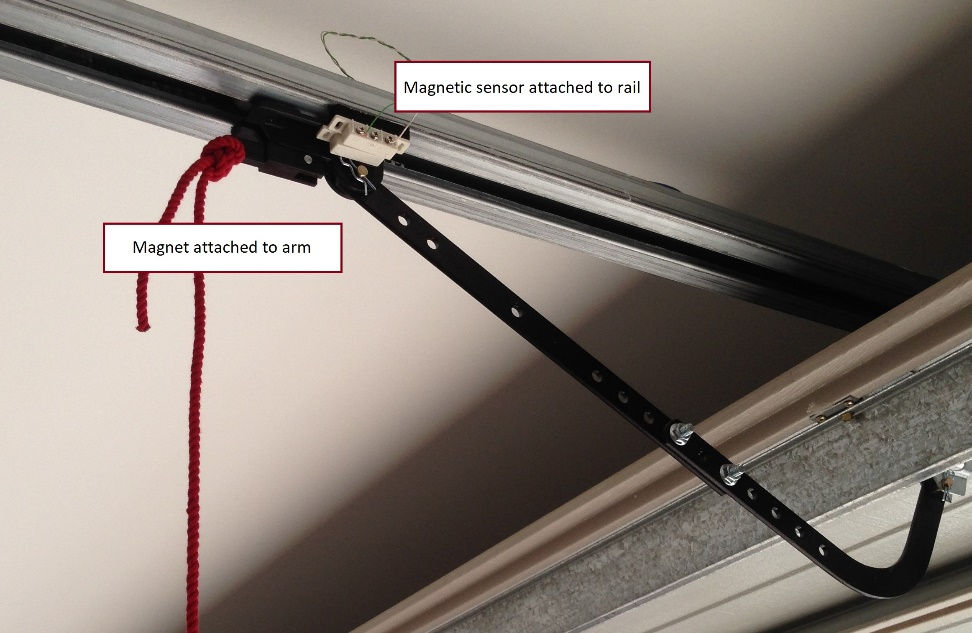 Magnetic sensor attached to rail
Magnet attached to arm